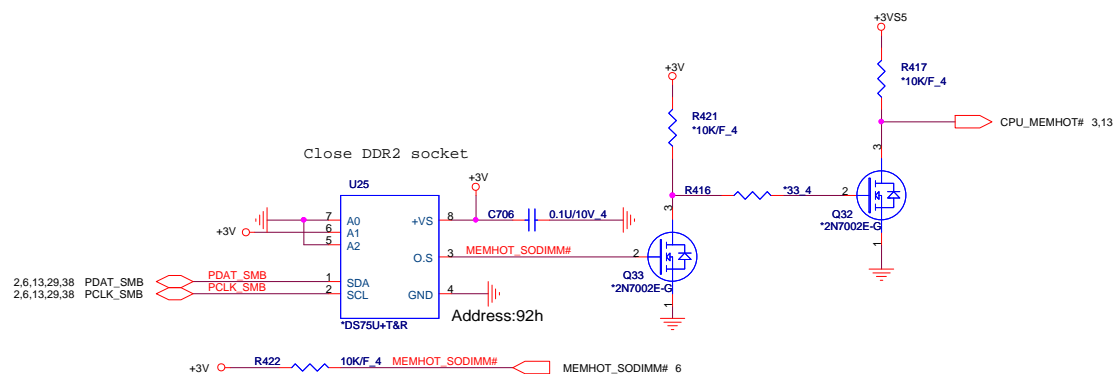 +3VS5
R417
*10K/F_4
+3V
R421
*10K/F_4
CPU_MEMHOT# 3,13
3
Close DDR2 socket
U25
+3V
R416
*33_4
2
Q32
*2N7002E-G
1
7 A0
+VS 8
C706
0.1U/10V_4
+3V
6 A1
5 A2
3
O.S 3
MEMHOT_SODIMM#
2
Q33
*2N7002E-G
1
2,6,13,29,38 PDAT_SMB
PDAT_SMB
1 SDA
2,6,13,29,38 PCLK_SMB
PCLK_SMB
2 SCL
GND 4
Address:92h
*DS75U+T&R
+3V
R422
10K/F_4
MEMHOT_SODIMM#
MEMHOT_SODIMM# 6